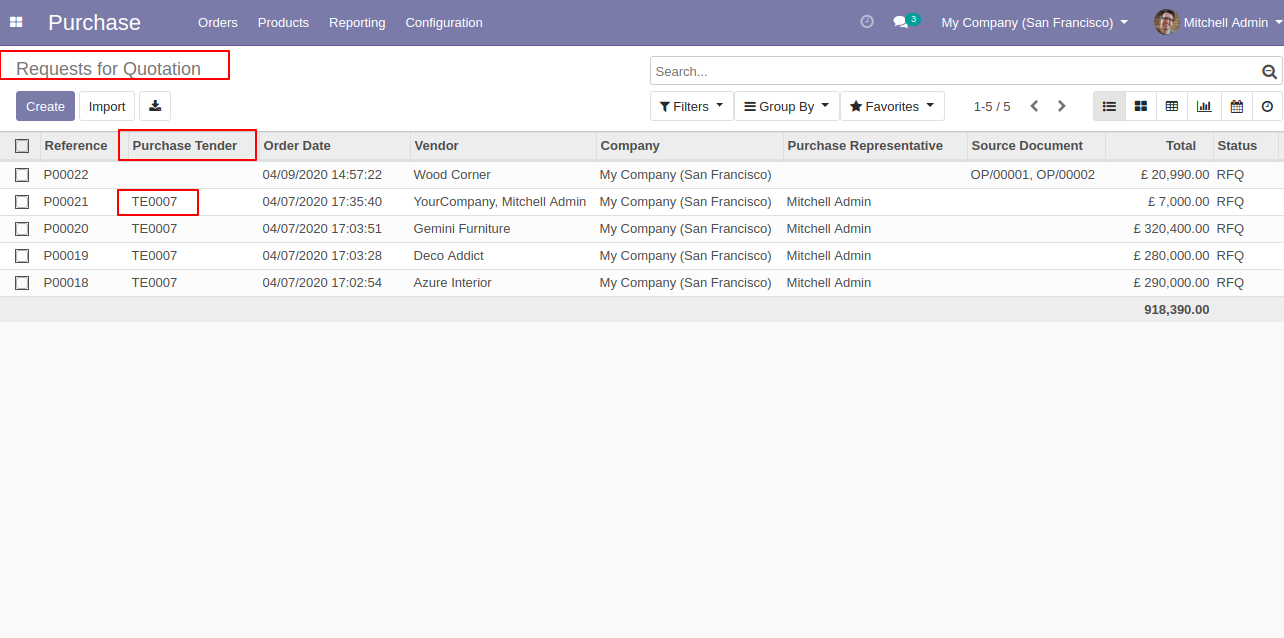 Purchase Orders Products Reporting Configuration 3 My Company (San Francisco) Mitchell Admin
Requests for Quotation Search...
Create Import Filters Group By Favorites 1-5 / 5
Reference Purchase Tender Order Date Vendor Company Purchase Representative Source Document Total Status
P00022 04/09/2020 14:57:22 Wood Corner My Company (San Francisco) OP/00001, OP/00002 £ 20,990.00 RFQ
P00021 TE0007 04/07/2020 17:35:40 YourCompany, Mitchell Admin My Company (San Francisco) Mitchell Admin £ 7,000.00 RFQ
P00020 TE0007 04/07/2020 17:03:51 Gemini Furniture My Company (San Francisco) Mitchell Admin £ 320,400.00 RFQ
P00019 TE0007 04/07/2020 17:03:28 Deco Addict My Company (San Francisco) Mitchell Admin £ 280,000.00 RFQ
P00018 TE0007 04/07/2020 17:02:54 Azure Interior My Company (San Francisco) Mitchell Admin £ 290,000.00 RFQ
918,390.00